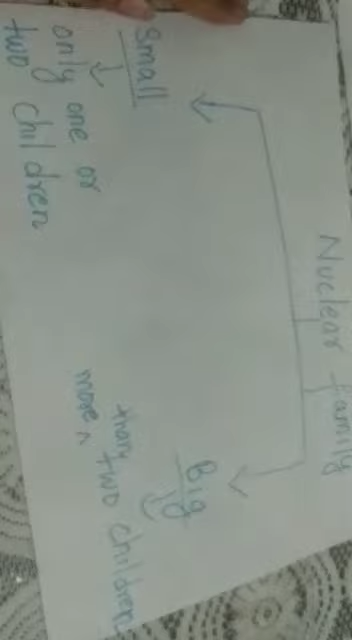 Nuclear family
Small
only one or
two children
Big
more than two children